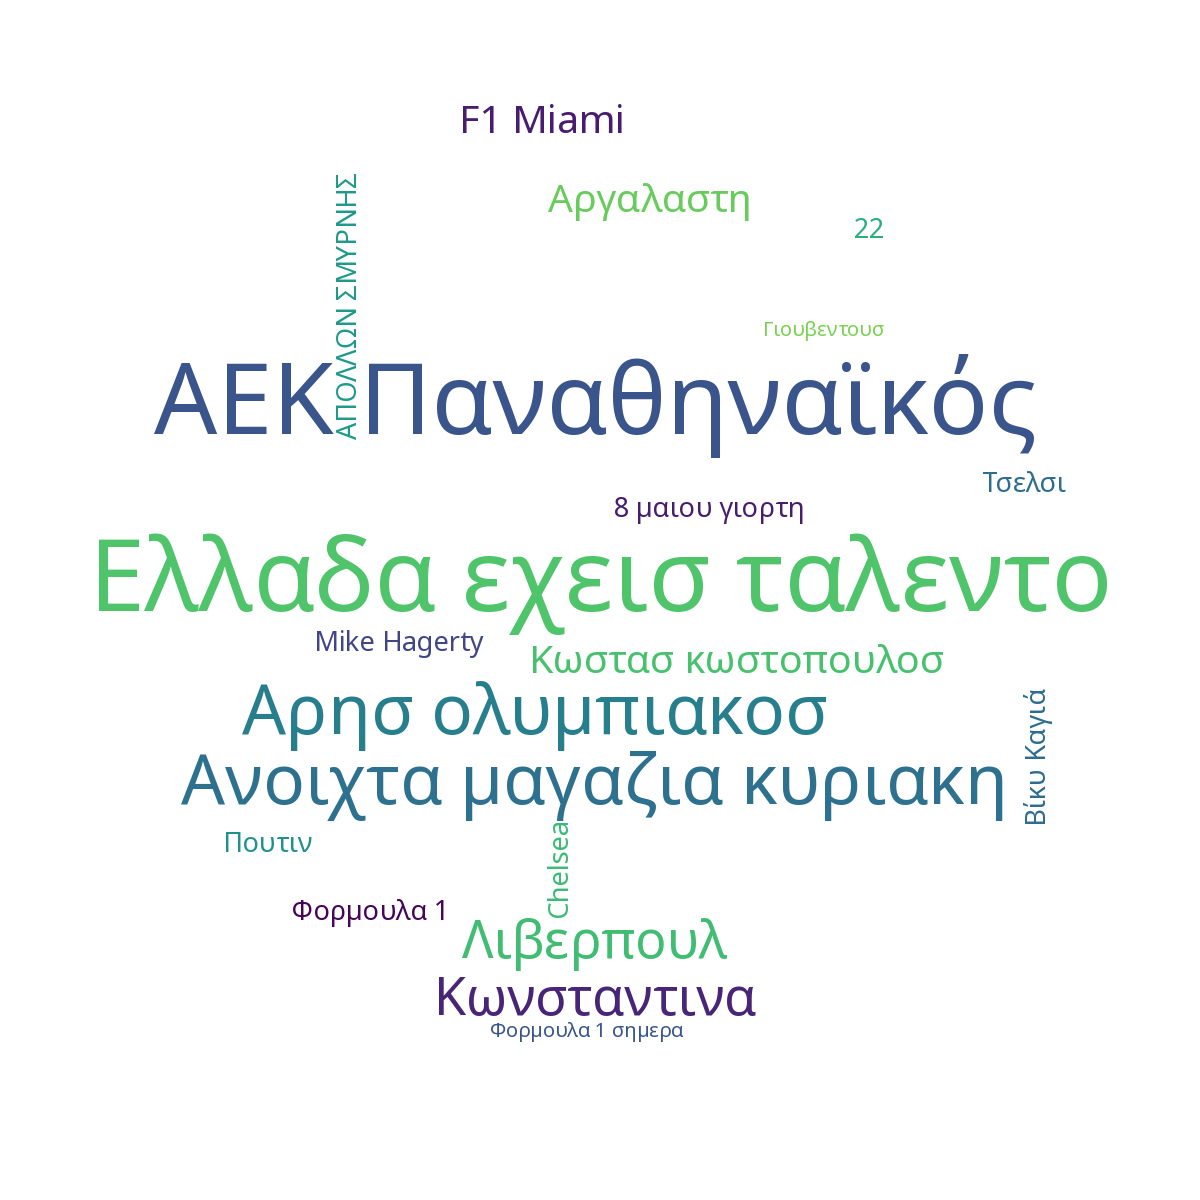 F1 Miami
ΑΠΟΛΛΩΝ ΣΜΥΡΝΗΣ
Αργαλαστη
22
Γιουβεντουσ
ΑΕΚ Παναθηναϊκός
Τσελσι
8 μαιου γιορτη
Ελλαδα εχεισ ταλεντο
Mike Hagerty
Κωστασ κωστοπουλοσ
Αρησ ολυμπιακοσ
Βίκυ Καγιά
Ανοιχτα μαγαζια κυριακη
Πουτιν
Chelsea
Φορμουλα 1
Λιβερπουλ
Κωνσταντινα
Φορμουλα 1 σημερα